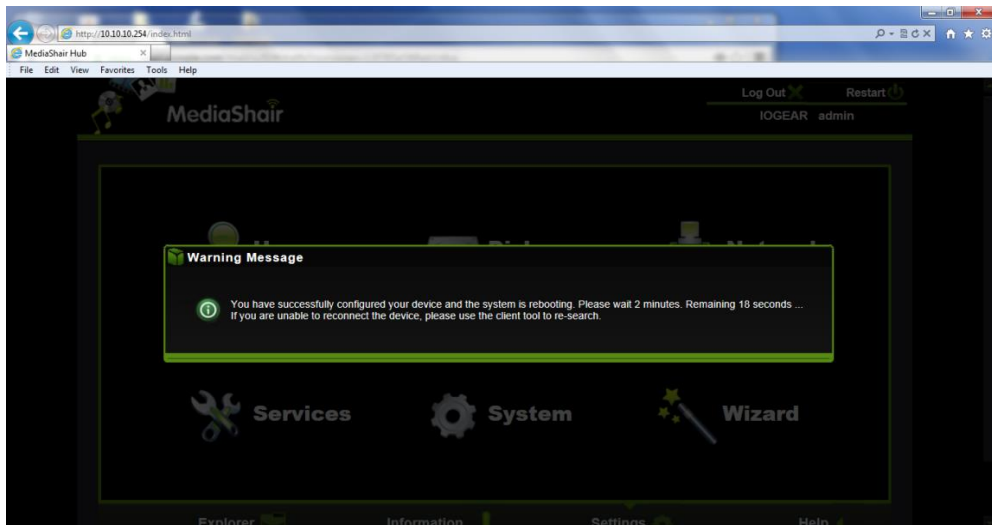 http://10.10.10.254/index.html
MediaShair Hub
File Edit View Favorites Tools Help
MediaShair
Log Out
Restart
IOGEAR admin
Warning Message
You have successfully configured your device and the system is rebooting. Please wait 2 minutes. Remaining 18 seconds ...
If you are unable to reconnect the device, please use the client tool to re-search.
Services
System
Wizard
Explorer
Information
Settings
Help